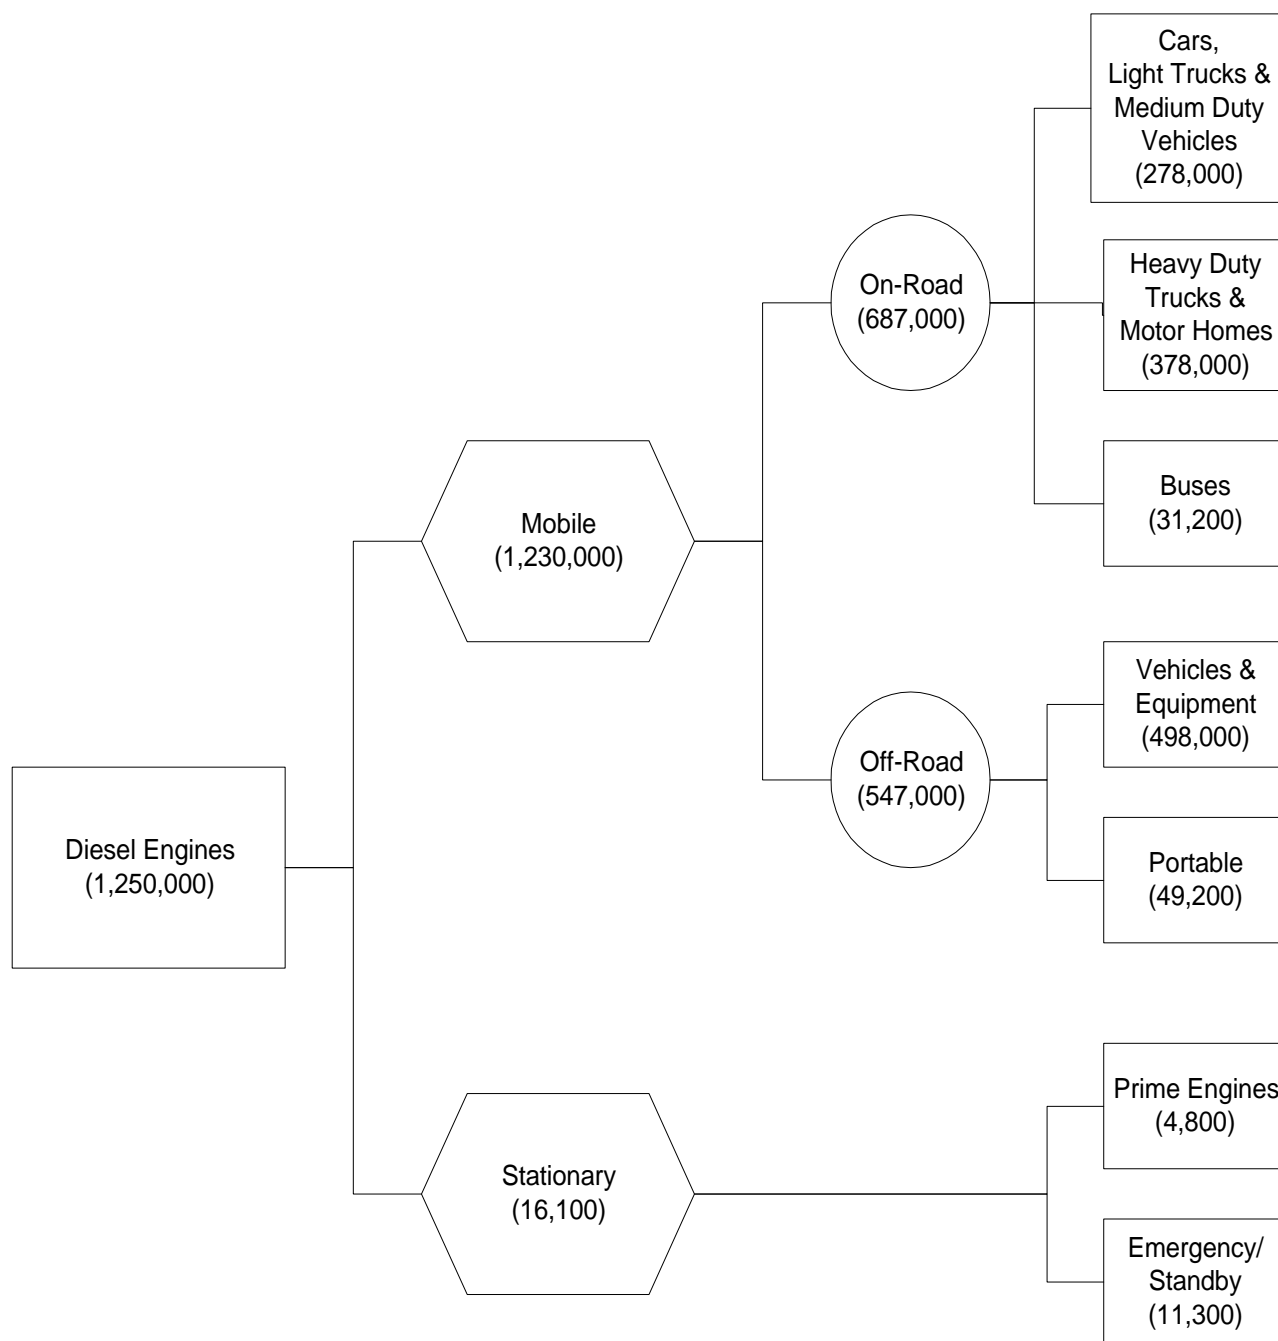 Cars,
Light Trucks &
Medium Duty
Vehicles
(278,000)
Heavy Duty
Trucks &
Motor Homes
(378,000)
On-Road
(687,000)
Buses
(31,200)
Mobile
(1,230,000)
Vehicles &
Equipment
(498,000)
Off-Road
(547,000)
Portable
(49,200)
Diesel Engines
(1,250,000)
Prime Engines
(4,800)
Stationary
(16,100)
Emergency/
Standby
(11,300)